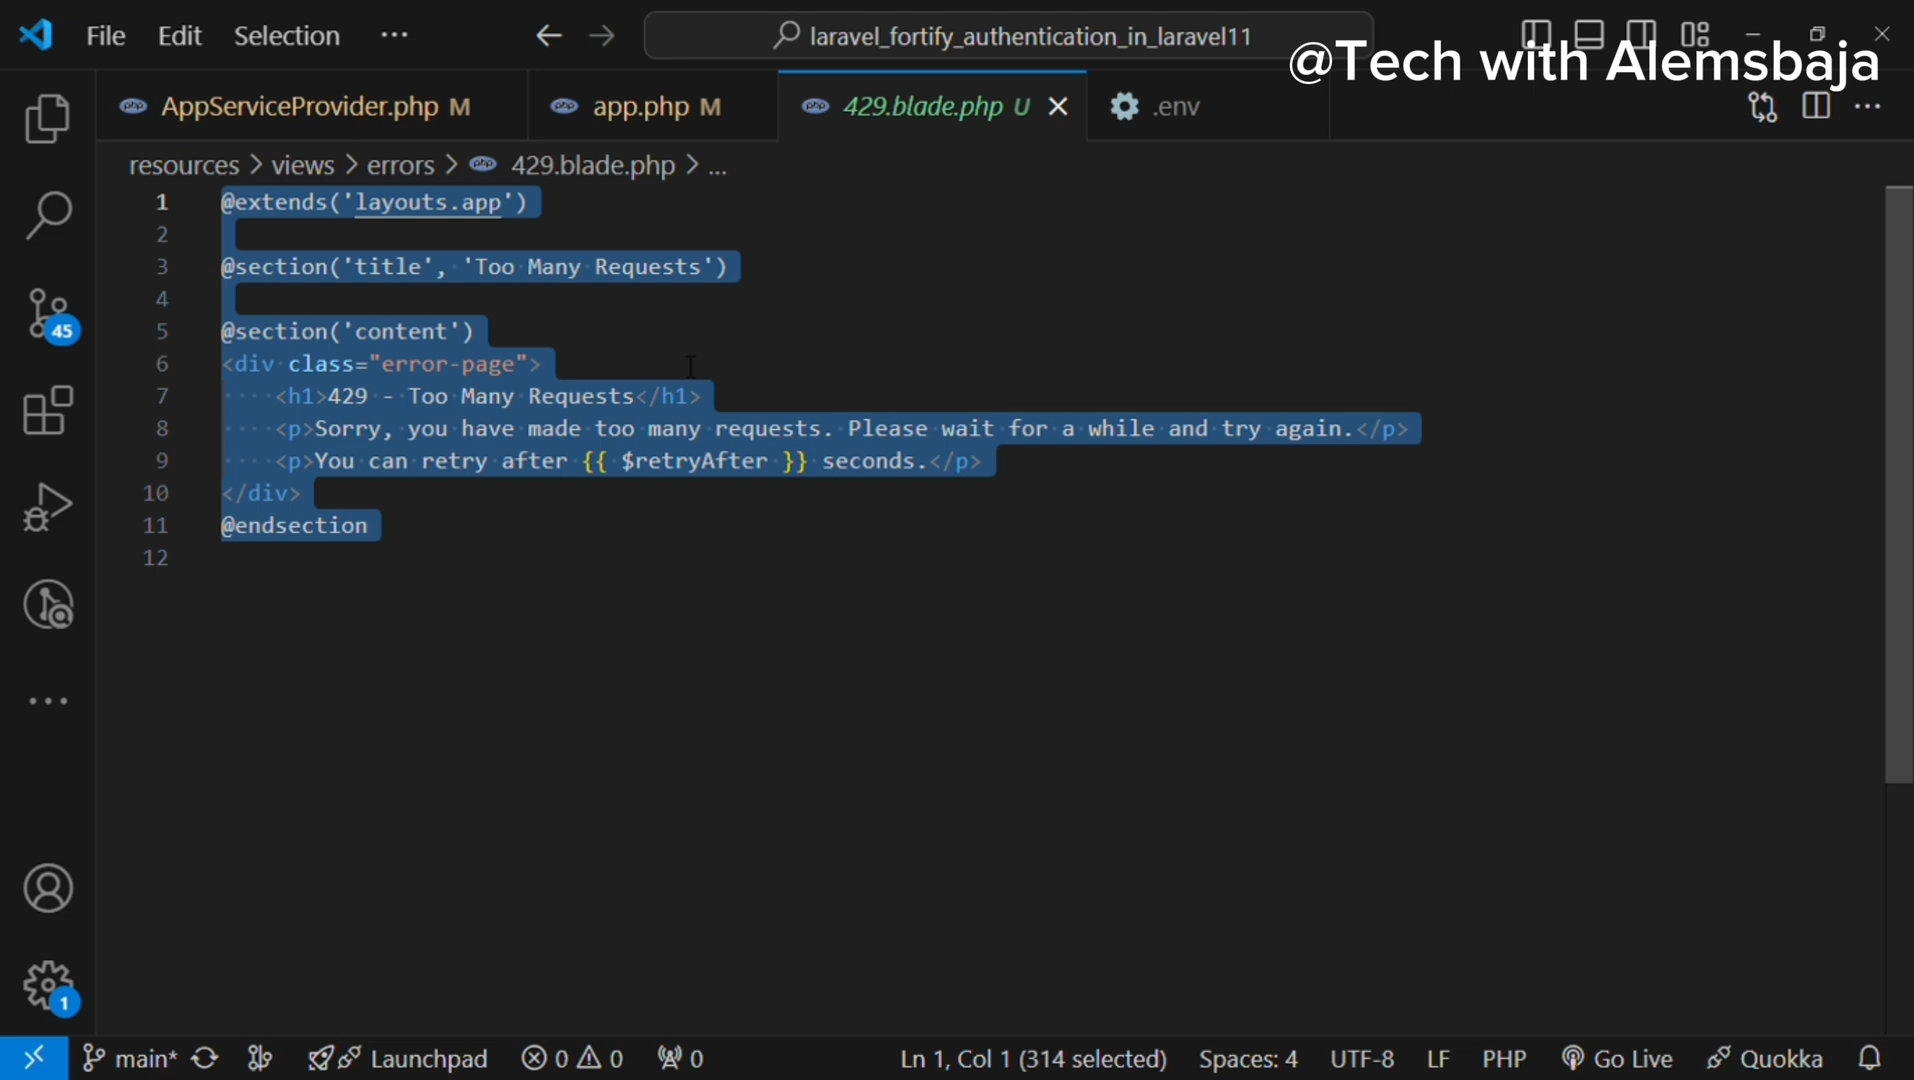 File Edit Selection ... laravel_fortify_authentication_in_laravel11
@Tech with Alemsbaja
php AppServiceProvider.php M php app.php M php 429.blade.php U .env
resources > views > errors > php 429.blade.php > ...
1 @extends('layouts.app')
2
3 @section('title', 'Too Many Requests')
4
5 @section('content')
6 <div class="error-page">
7 <h1>429 - Too Many Requests</h1>
8 <p>Sorry, you have made too many requests. Please wait for a while and try again.</p>
9 <p>You can retry after {{ $retryAfter }} seconds.</p>
10 </div>
11 @endsection
12
45
1
main* Launchpad 0 0 0 Ln 1, Col 1 (314 selected) Spaces: 4 UTF-8 LF PHP Go Live Quokka